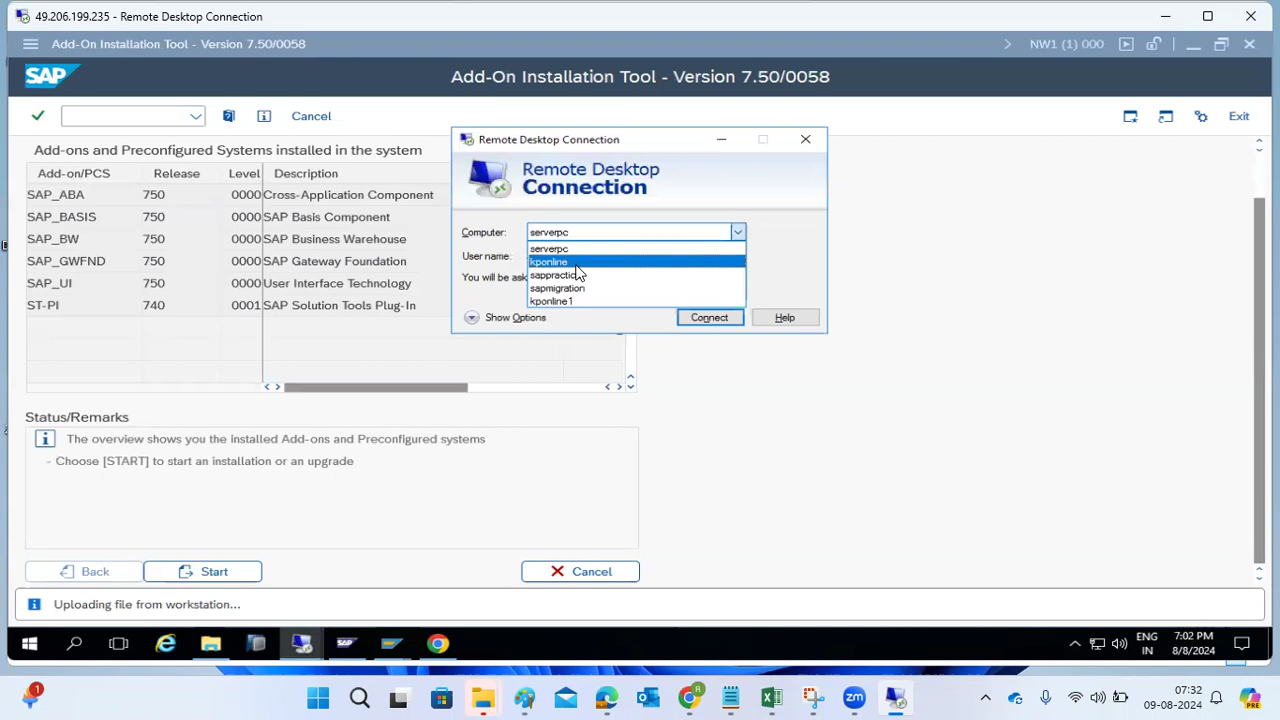 49.206.199.235 - Remote Desktop Connection
Add-On Installation Tool - Version 7.50/0058
NW1 (1) 000
SAP
Add-On Installation Tool - Version 7.50/0058
Cancel
Exit
Add-ons and Preconfigured Systems installed in the system
Add-on/PCS Release Level Description
SAP_ABA 750 0000 Cross-Application Component
SAP_BASIS 750 0000 SAP Basis Component
SAP_BW 750 0000 SAP Business Warehouse
SAP_GWFND 750 0000 SAP Gateway Foundation
SAP_UI 750 0000 User Interface Technology
ST-PI 740 0001 SAP Solution Tools Plug-In
Remote Desktop Connection
Remote Desktop
Connection
Computer: serverpc
serverpc
User name: kponline
You will be ask
sapmigration
kponline1
Show Options
Connect
Help
Status/Remarks
The overview shows you the installed Add-ons and Preconfigured systems
- Choose [START] to start an installation or an upgrade
Back
Start
Cancel
Uploading file from workstation...
ENG
IN
7:02 PM
8/8/2024
1
07:32
09-08-2024
PRE